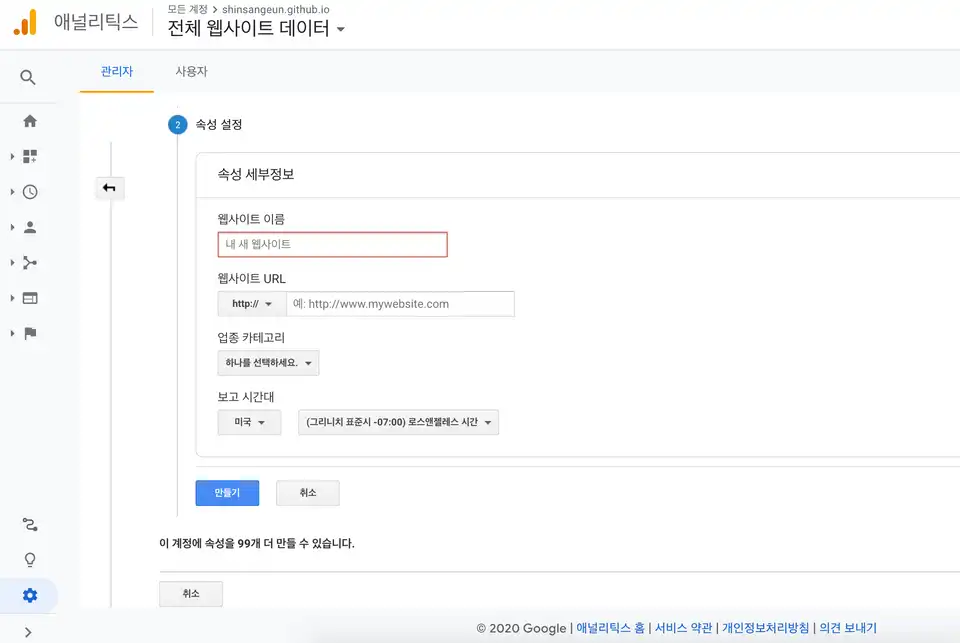 애널리틱스
모든 계정 > shinsangeun.github.io
전체 웹사이트 데이터
관리자 사용자
2 속성 설정
속성 세부정보
웹사이트 이름
내 새 웹사이트
웹사이트 URL
http:// 예: http://www.mywebsite.com
업종 카테고리
하나를 선택하세요.
보고 시간대
미국 (그리니치 표준시 -07:00) 로스앤젤레스 시간
만들기 취소
이 계정에 속성을 99개 더 만들 수 있습니다.
취소
© 2020 Google | 애널리틱스 홈 | 서비스 약관 | 개인정보처리방침 | 의견 보내기